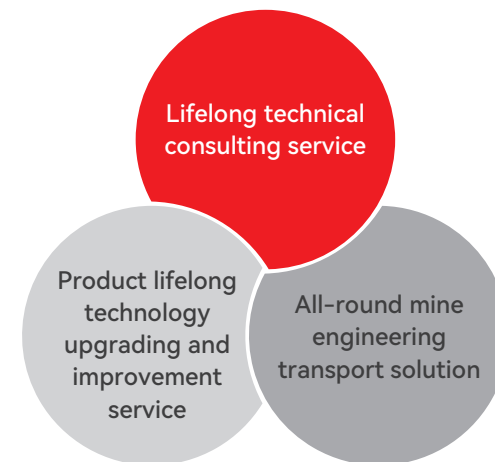 Lifelong technical
consulting service
Product lifelong
technology
upgrading and
improvement
service
All-round mine
engineering
transport solution